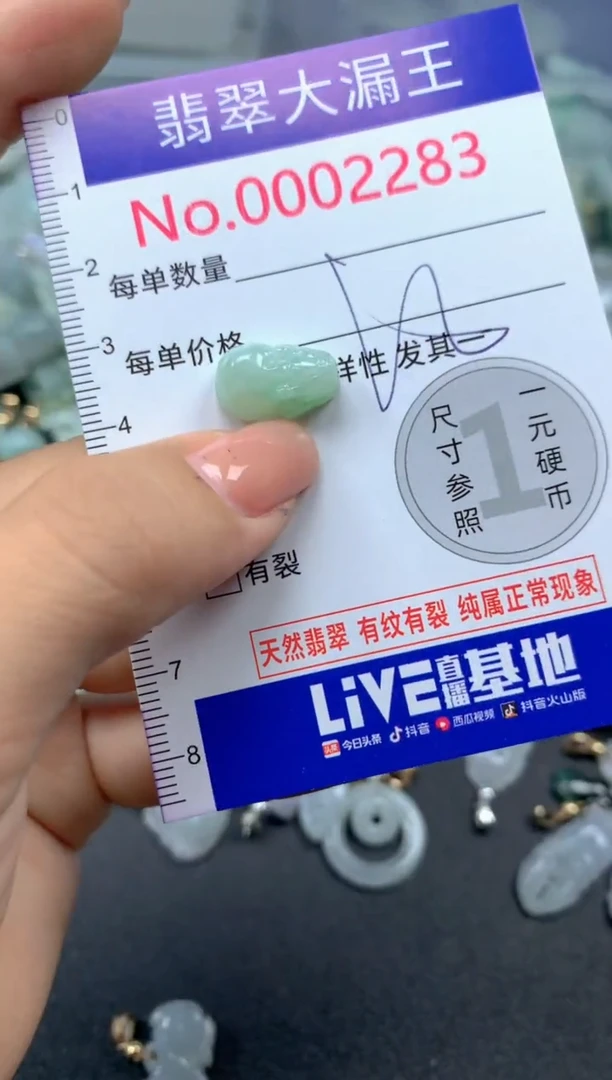 翡翠大漏王
No.0002283
0
1
2
3
4
7
8
每单数量
每单价格
样性 发其一
尺寸参照
1
一元硬币
有裂
天然翡翠 有纹有裂 纯属正常现象
LiVE直播基地
头条 今日头条 抖音 西瓜视频 抖音火山版